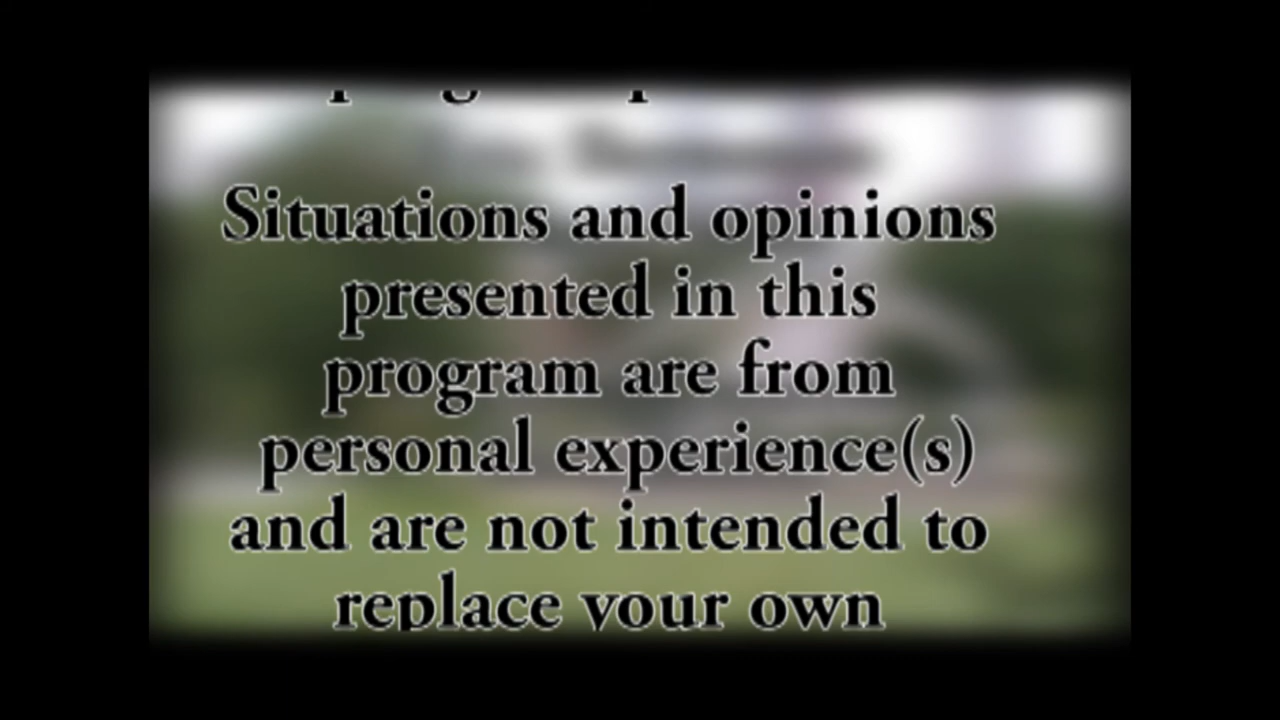 Situations and opinions
presented in this
program are from
personal experience(s)
and are not intended to
replace your own